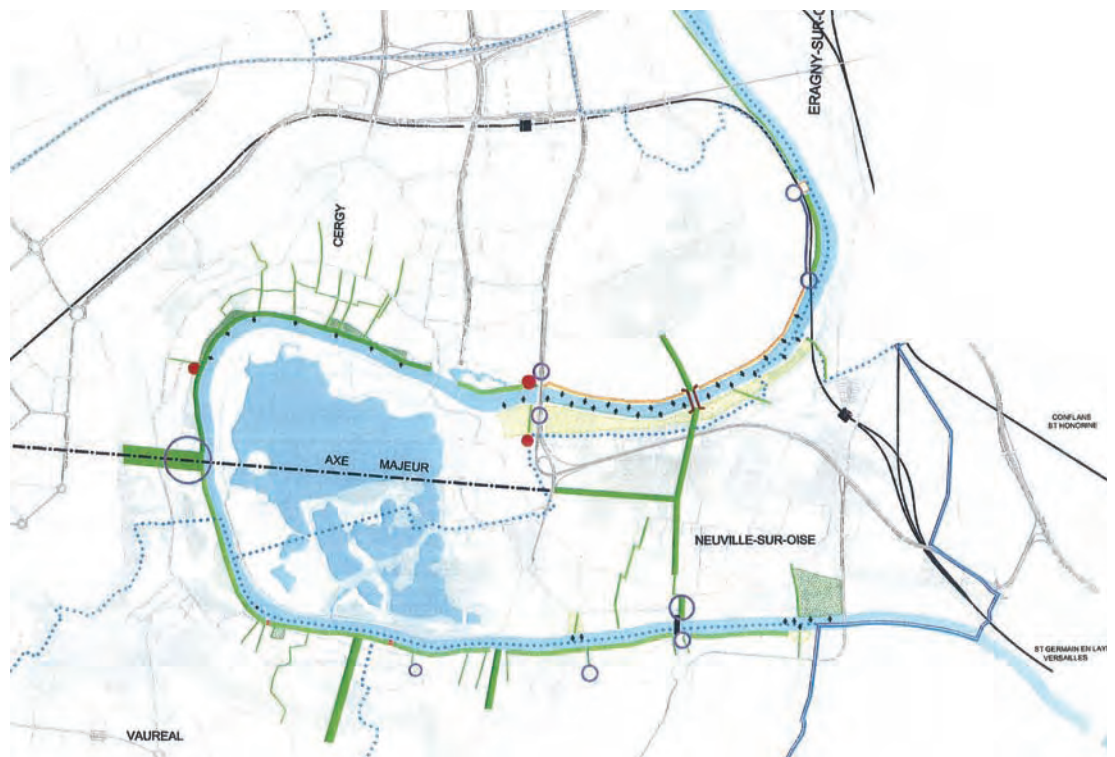 ERAGNY-SUR-O
CERGY
CONFLANS
ST HONORINE
AXE MAJEUR
NEUVILLE-SUR-OISE
ST GERMAIN EN LAYE
VERSAILLES
VAUREAL